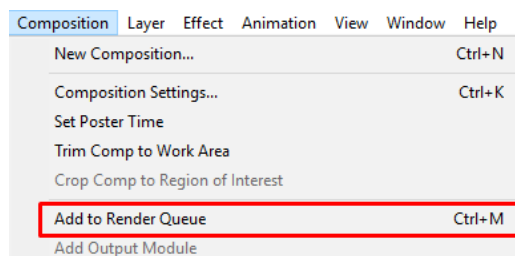 Composition Layer Effect Animation View Window Help
New Composition... Ctrl+N
Composition Settings... Ctrl+K
Set Poster Time
Trim Comp to Work Area
Crop Comp to Region of Interest
Add to Render Queue Ctrl+M
Add Output Module